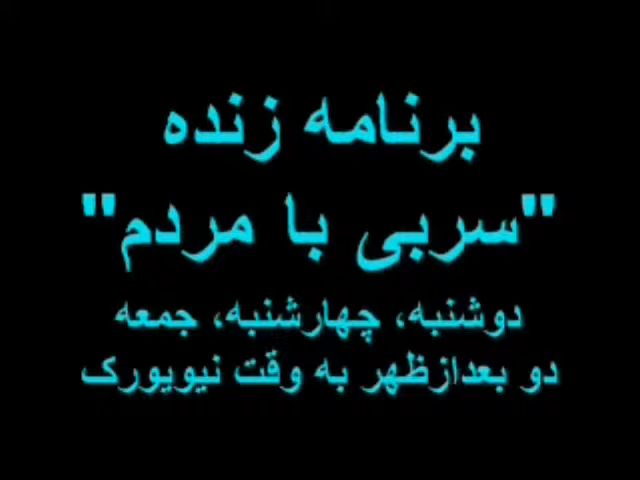 برنامه زنده
"سربی با مردم"
دوشنبه، چهارشنبه، جمعه
دو بعدازظهر به وقت نیویورک